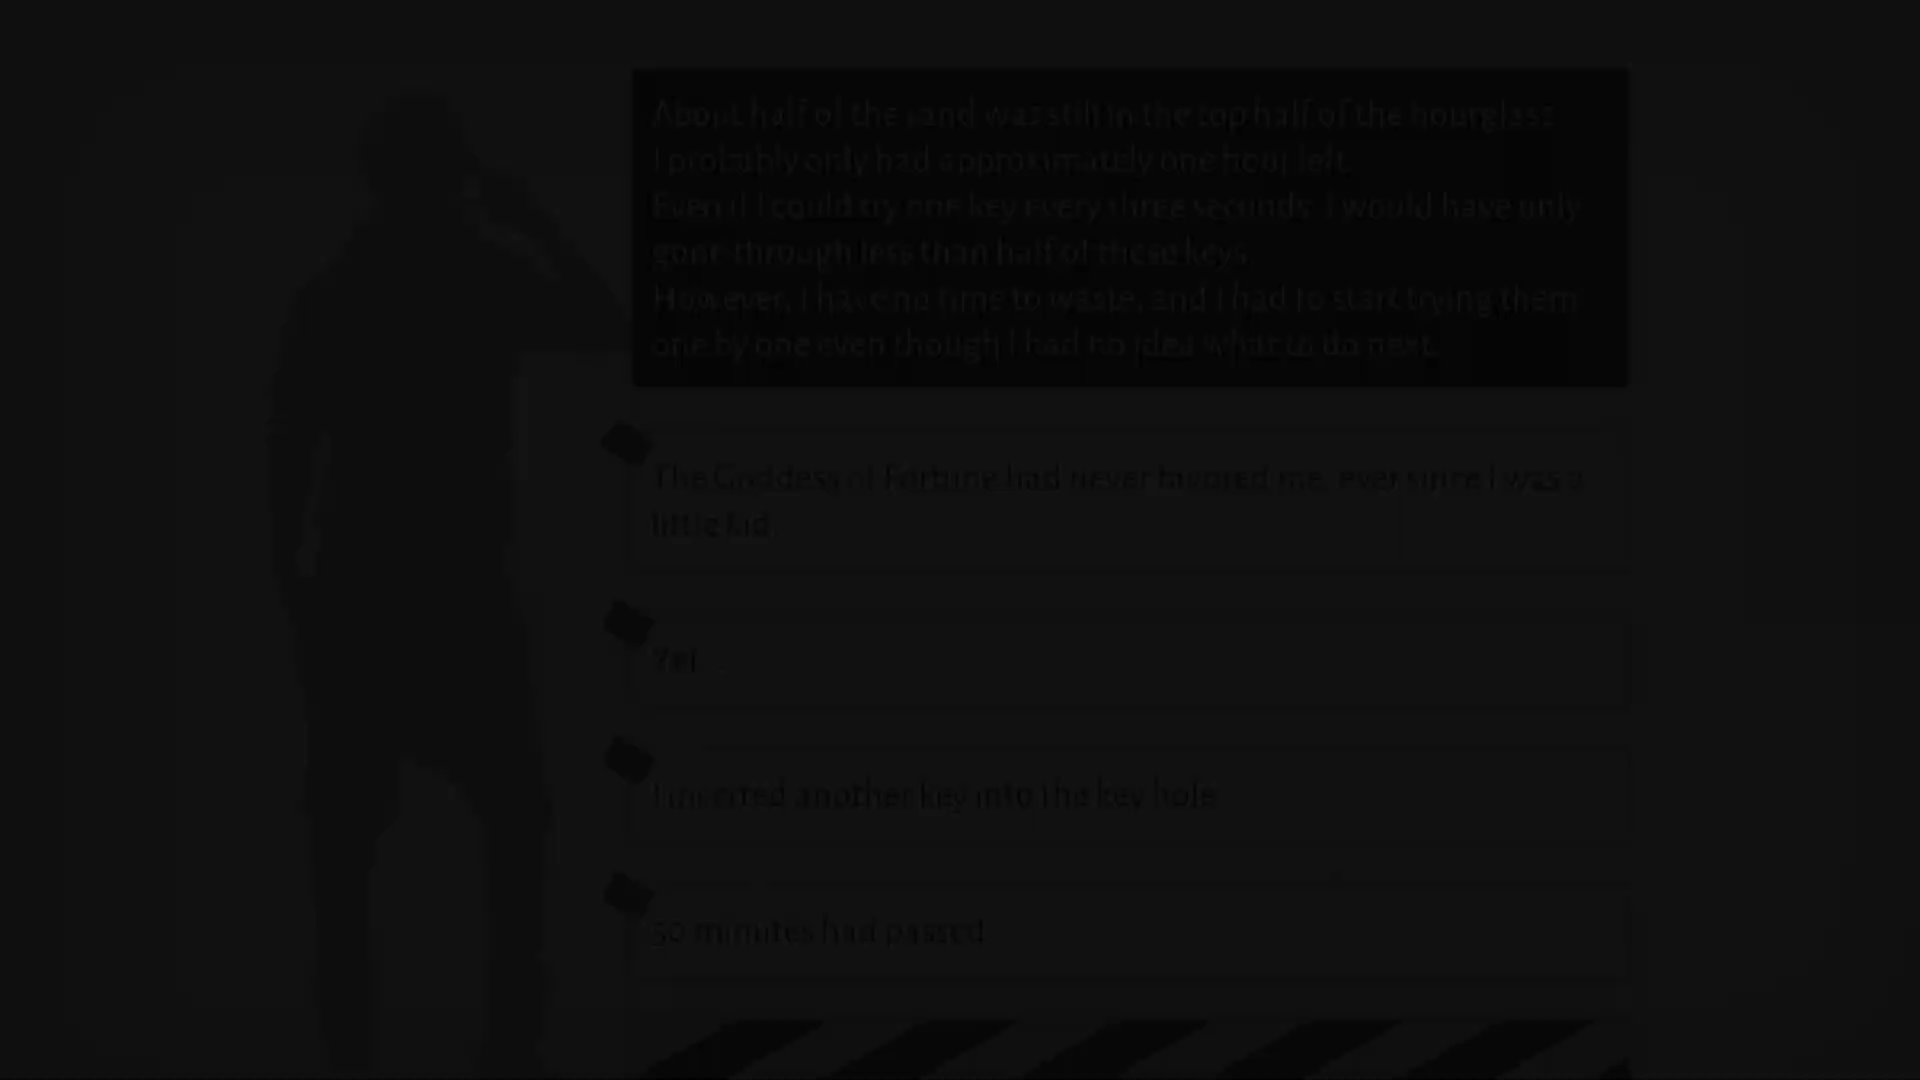 About half of the sand was still in the top half of the hourglass.
I probably only had approximately one hour left.
Even if I could try one key every three seconds, I would have only
gone through less than half of these keys.
However, I have no time to waste, and I had to start trying them
one by one even though I had no idea what to do next.
The Goddess of Fortune had never favored me, ever since I was a
little kid.
Yet...
I inserted another key into the key hole.
50 minutes had passed.